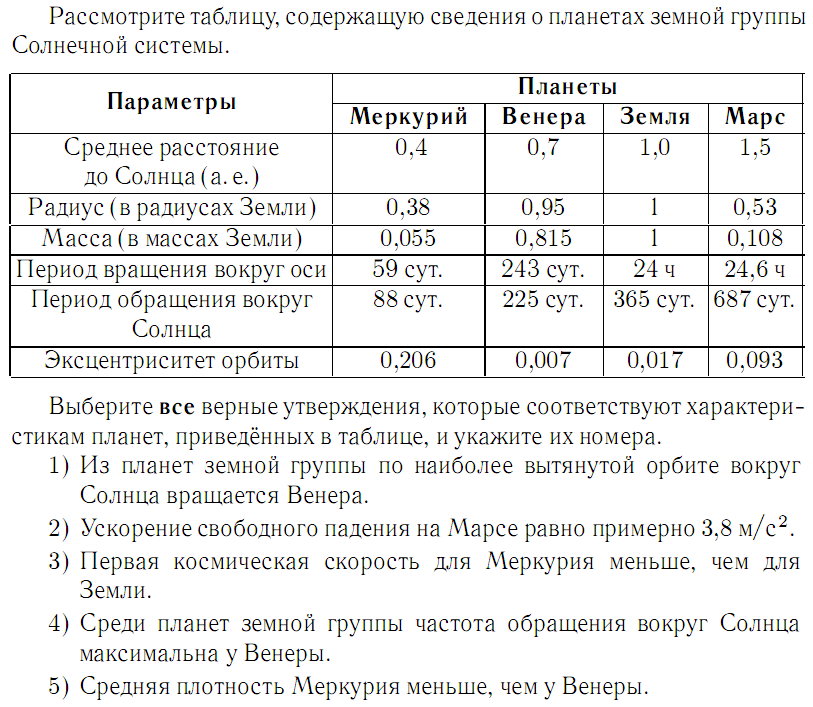 Рассмотрите таблицу, содержащую сведения о планетах земной группы
Солнечной системы.
Параметры Планеты
Меркурий Венера Земля Марс
Среднее расстояние
до Солнца (а. е.) 0,4 0,7 1,0 1,5
Радиус (в радиусах Земли) 0,38 0,95 1 0,53
Масса (в массах Земли) 0,055 0,815 1 0,108
Период вращения вокруг оси 59 сут. 243 сут. 24 ч 24,6 ч
Период обращения вокруг
Солнца 88 сут. 225 сут. 365 сут. 687 сут.
Эксцентриситет орбиты 0,206 0,007 0,017 0,093
Выберите все верные утверждения, которые соответствуют характери-
стикам планет, приведённых в таблице, и укажите их номера.
1) Из планет земной группы по наиболее вытянутой орбите вокруг
Солнца вращается Венера.
2) Ускорение свободного падения на Марсе равно примерно 3,8 м/с².
3) Первая космическая скорость для Меркурия меньше, чем для
Земли.
4) Среди планет земной группы частота обращения вокруг Солнца
максимальна у Венеры.
5) Средняя плотность Меркурия меньше, чем у Венеры.